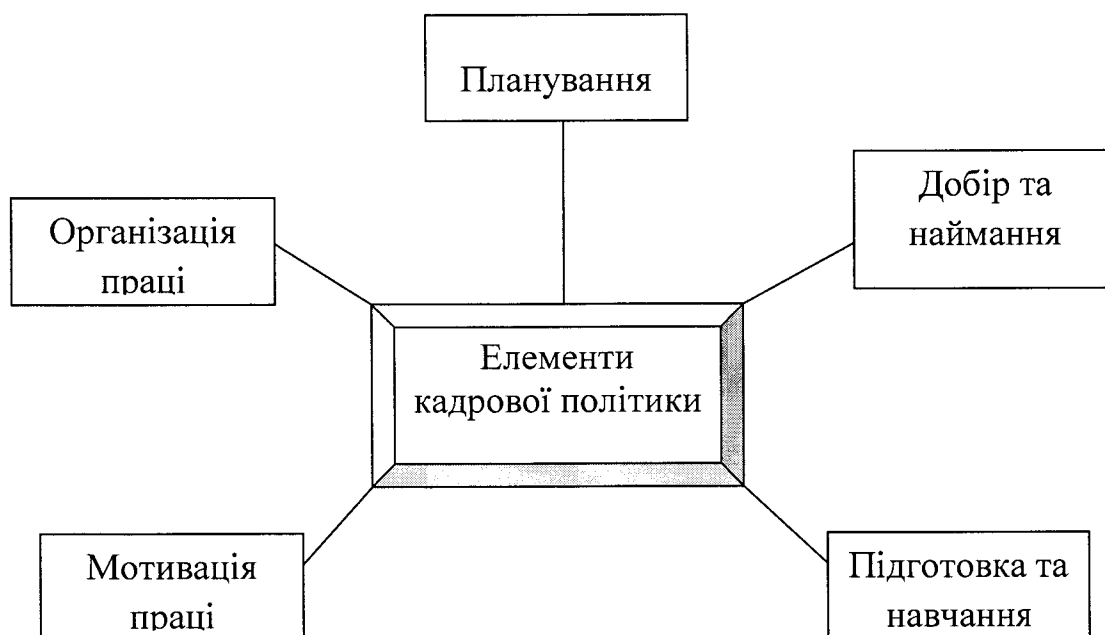 Планування
Добір та
наймання
Організація
праці
Елементи
кадрової політики
Мотивація
праці
Підготовка та
навчання